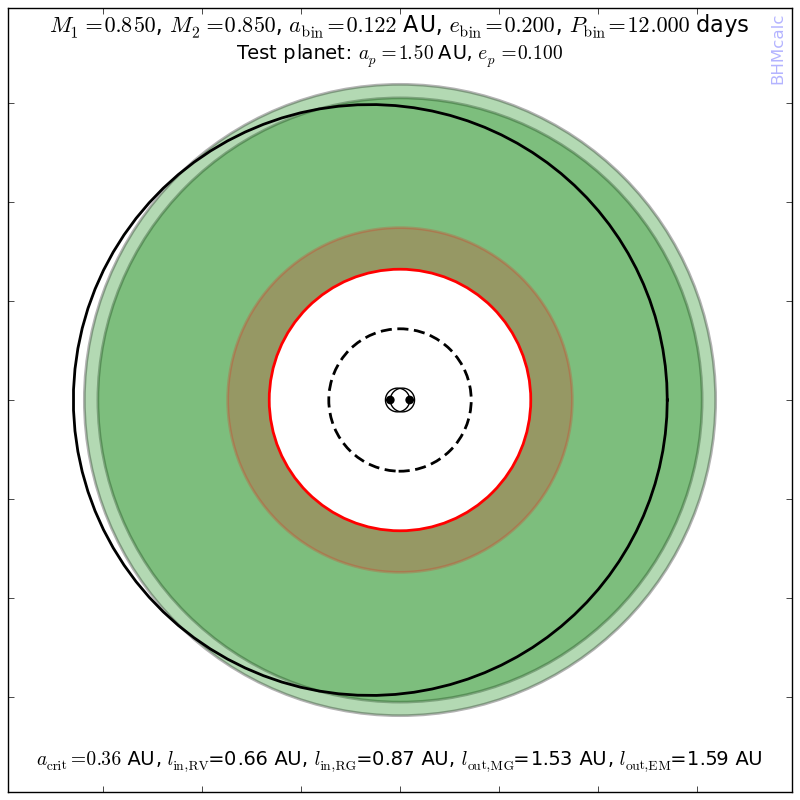 M₁ =0.850, M₂ =0.850, a_bin =0.122 AU, e_bin =0.200, P_bin =12.000 days
Test planet: a_p =1.50 AU, e_p =0.100
BHMcalc
a_crit =0.36 AU, l_in,RV=0.66 AU, l_in,RG=0.87 AU, l_out,MG=1.53 AU, l_out,EM=1.59 AU